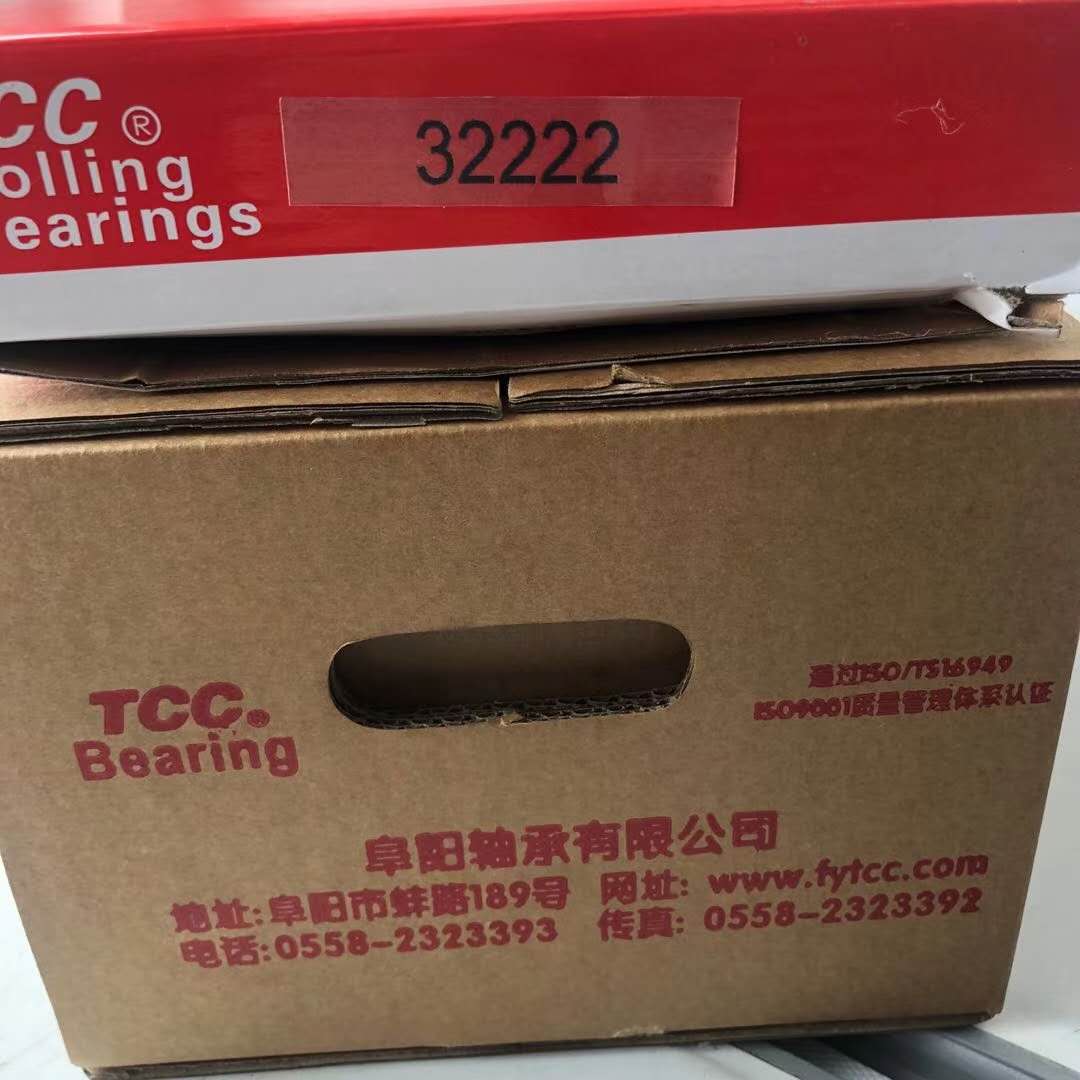 CC ®
olling
earings
32222
TCC®
Bearing
通过ISO/TS16949
ISO9001质量管理体系认证
阜阳轴承有限公司
地址:阜阳市蚌路189号 网址: www.fytcc.com
电话:0558-2323393 传真: 0558-2323392